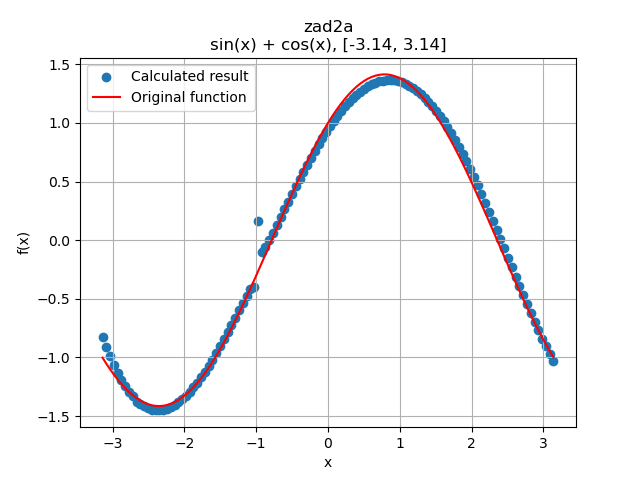 zad2a
sin(x) + cos(x), [-3.14, 3.14]
Calculated result
Original function
1.5
1.0
0.5
0.0
−0.5
−1.0
−1.5
f(x)
−3
−2
−1
0
1
2
3
x